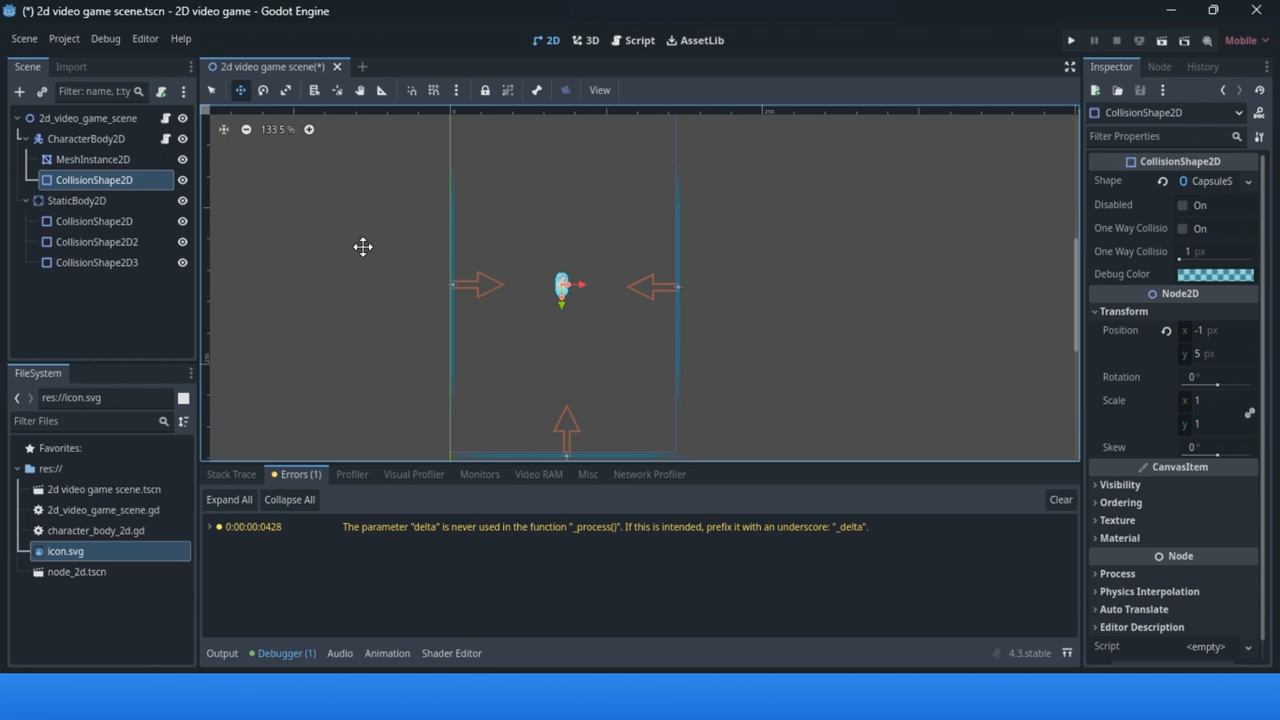 (*) 2d video game scene.tscn - 2D video game - Godot Engine
Scene Project Debug Editor Help
2D 3D Script AssetLib
Mobile
Scene Import
Filter: name, t:ty
2d_video_game_scene
CharacterBody2D
MeshInstance2D
CollisionShape2D
StaticBody2D
CollisionShape2D
CollisionShape2D2
CollisionShape2D3
FileSystem
res://icon.svg
Filter Files
Favorites:
res://
2d video game scene.tscn
2d_video_game_scene.gd
character_body_2d.gd
icon.svg
node_2d.tscn
2d video game scene(*)
View
0
250
133.5 %
250
Stack Trace Errors (1) Profiler Visual Profiler Monitors Video RAM Misc Network Profiler
Expand All Collapse All Clear
0:00:00:0428 The parameter "delta" is never used in the function "_process()". If this is intended, prefix it with an underscore: "_delta".
Output Debugger (1) Audio Animation Shader Editor 4.3.stable
Inspector Node History
CollisionShape2D
Filter Properties
CollisionShape2D
Shape CapsuleS
Disabled On
One Way Collisio On
One Way Collisio 1 px
Debug Color
Node2D
Transform
Position x -1 px
y 5 px
Rotation 0 °
Scale x 1
y 1
Skew 0 °
CanvasItem
Visibility
Ordering
Texture
Material
Node
Process
Physics Interpolation
Auto Translate
Editor Description
Script <empty>